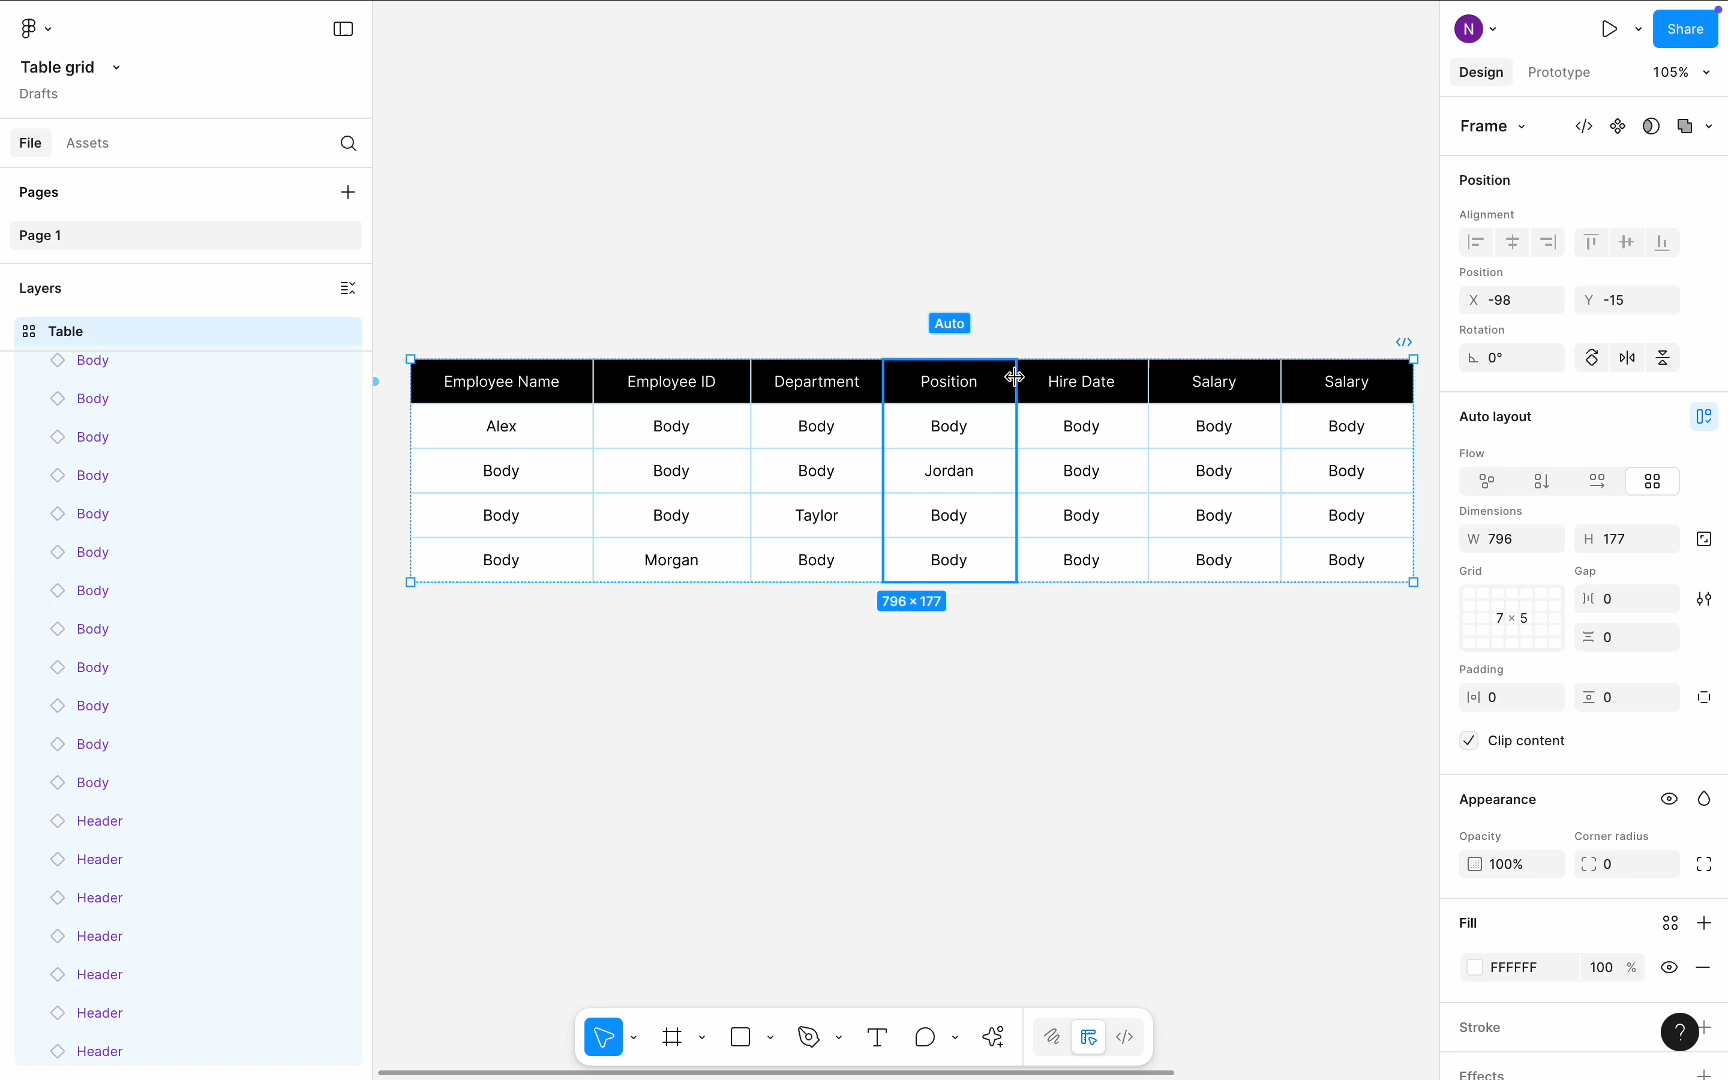 Table grid
Drafts
File Assets
Pages
Page 1
Layers
Table
Body
Body
Body
Body
Body
Body
Body
Body
Body
Body
Body
Body
Header
Header
Header
Header
Header
Header
Header
Auto
Employee Name Employee ID Department Position Hire Date Salary Salary
Alex Body Body Body Body Body Body
Body Body Body Jordan Body Body Body
Body Body Taylor Body Body Body Body
Body Morgan Body Body Body Body Body
796 × 177
N
Share
Design Prototype 105%
Frame
Position
Alignment
Position
X -98 Y -15
Rotation
0°
Auto layout
Flow
Dimensions
W 796 H 177
Grid Gap
7 × 5 0
0
Padding
0 0
Clip content
Appearance
Opacity Corner radius
100% 0
Fill
FFFFFF 100 %
Stroke
?
Effects